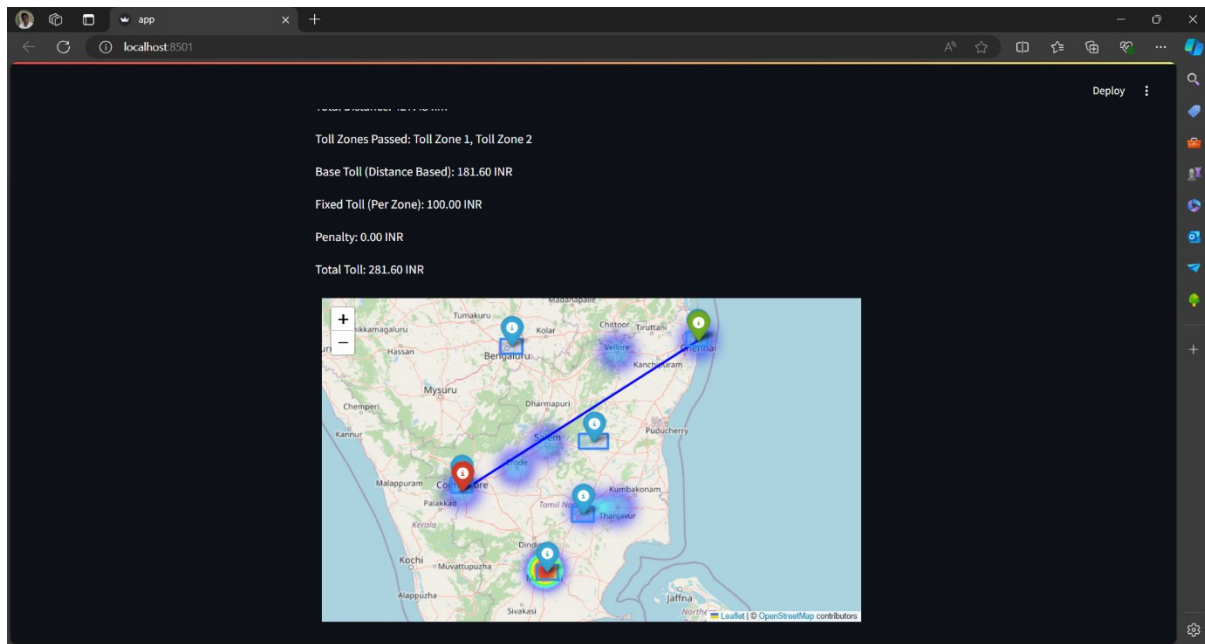 app
localhost:8501
Deploy
Toll Zones Passed: Toll Zone 1, Toll Zone 2
Base Toll (Distance Based): 181.60 INR
Fixed Toll (Per Zone): 100.00 INR
Penalty: 0.00 INR
Total Toll: 281.60 INR
+
−
Madanapalle
Tumakuru
Kolar
Chittoor
Tiruttani
Hassan
Bengaluru
Vellore
Chennai
Kanchipuram
Mysuru
Chemperi
Dharmapuri
Kannur
Puducherry
Salem
Erode
Malappuram
Palakkad
Kumbakonam
Tamil
Thanjavur
Kerala
Kochi
Muvattupuzha
Alappuzha
Sivakasi
Jaffna
Leaflet | © OpenStreetMap contributors